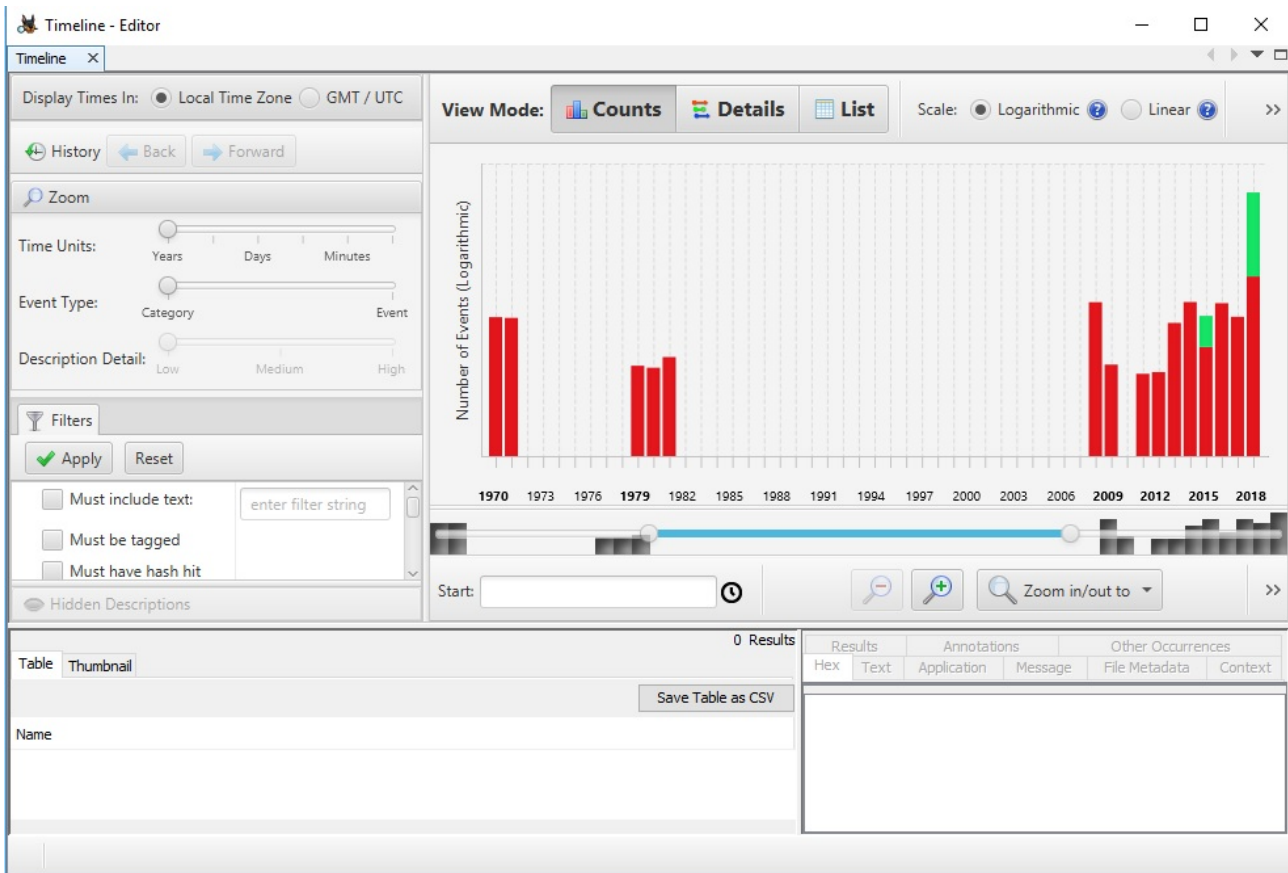 Timeline - Editor
Timeline X
Display Times In: Local Time Zone GMT / UTC
History Back Forward
Zoom
Time Units:
Years Days Minutes
Event Type:
Category Event
Description Detail:
Low Medium High
Filters
Apply Reset
Must include text: enter filter string
Must be tagged
Must have hash hit
Hidden Descriptions
View Mode: Counts Details List Scale: Logarithmic ? Linear ? >>
Number of Events (Logarithmic)
1970 1973 1976 1979 1982 1985 1988 1991 1994 1997 2000 2003 2006 2009 2012 2015 2018
Start: Zoom in/out to >>
0 Results
Table Thumbnail
Save Table as CSV
Name
Results Annotations Other Occurrences
Hex Text Application Message File Metadata Context